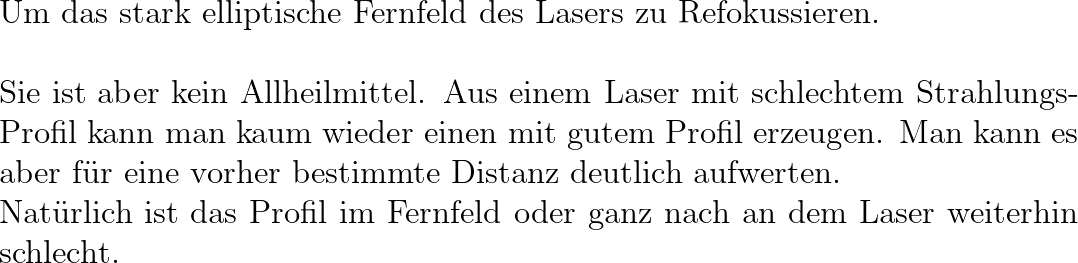 Um das stark elliptische Fernfeld des Lasers zu Refokussieren.
Sie ist aber kein Allheilmittel. Aus einem Laser mit schlechtem Strahlungs-
Profil kann man kaum wieder einen mit gutem Profil erzeugen. Man kann es
aber für eine vorher bestimmte Distanz deutlich aufwerten.
Natürlich ist das Profil im Fernfeld oder ganz nach an dem Laser weiterhin
schlecht.